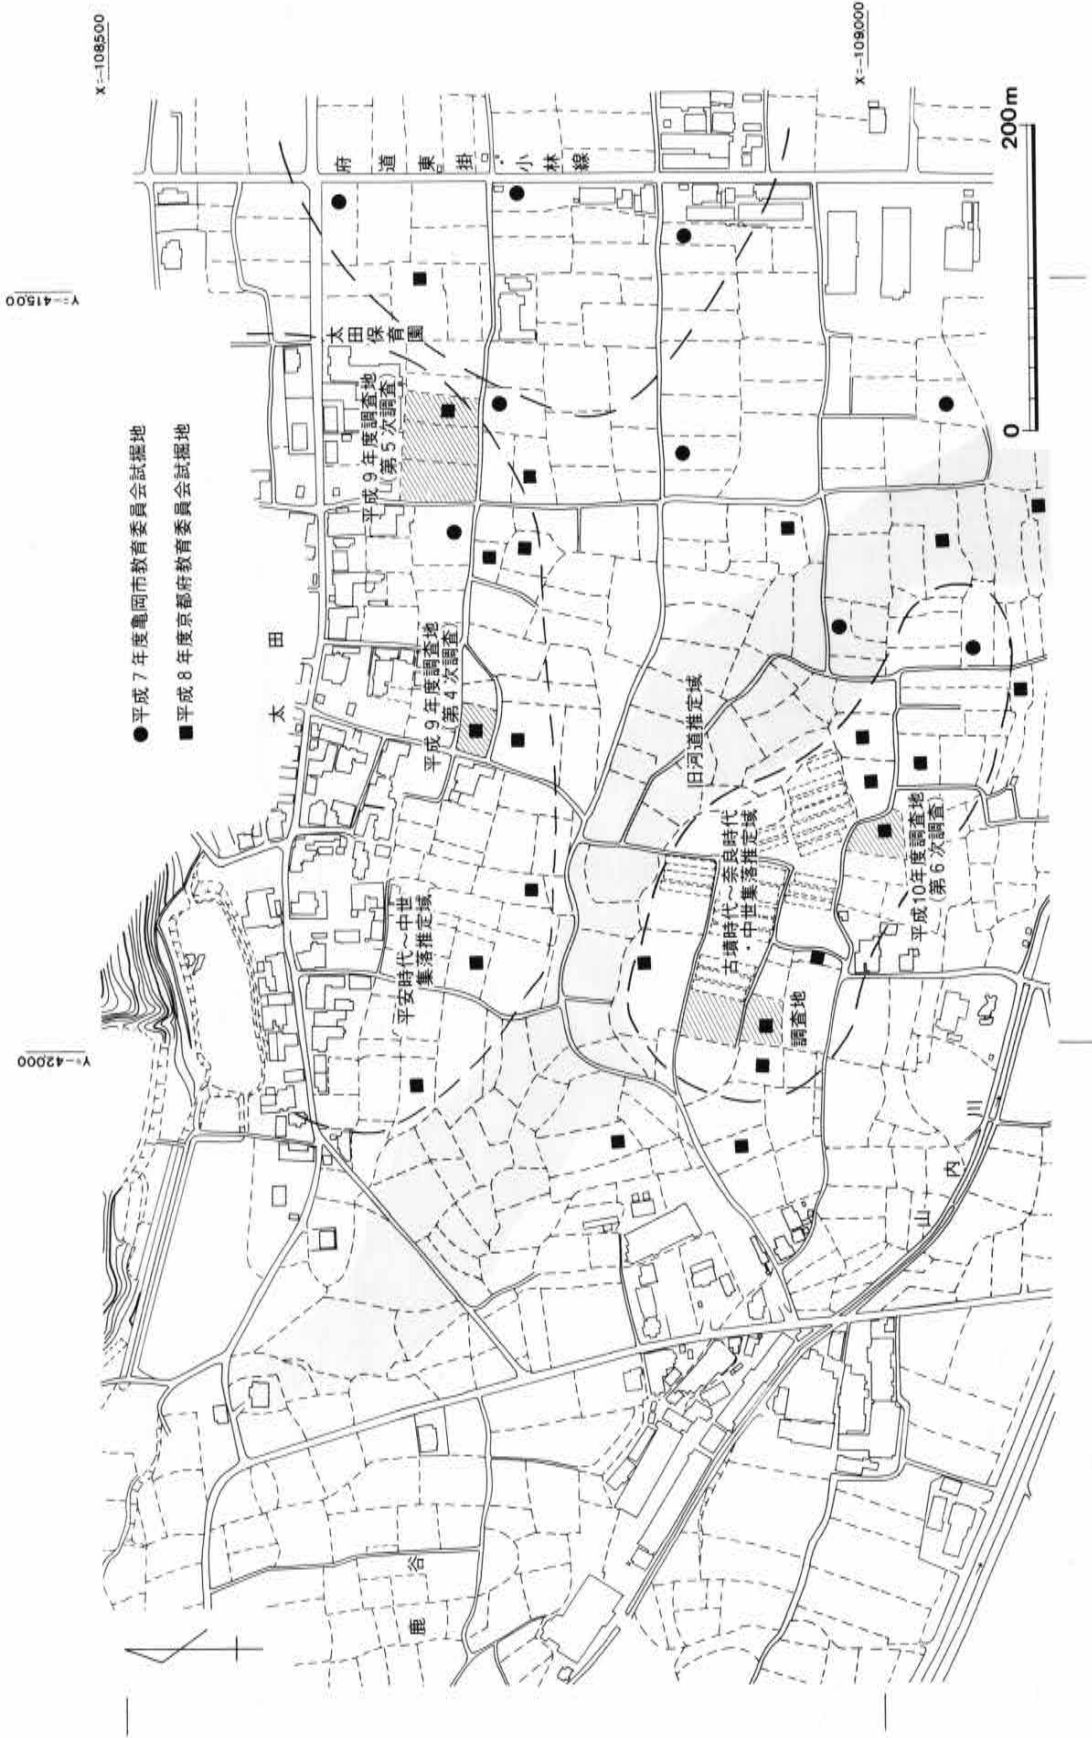 X=-108,500
X=-109,000
Y=-41500
Y=-42000
●平成7年度亀岡市教育委員会試掘地
■平成8年度京都府教育委員会試掘地
府道東掛小林線
太田保育園
平成9年度調査地
(第5次調査)
太田
平成9年度調査地
(第4次調査)
平安時代~中世
集落推定域
旧河道推定域
古墳時代~奈良時代
・中世集落推定域
調査地
平成10年度調査地
(第6次調査)
山内川
鹿谷
0
200m